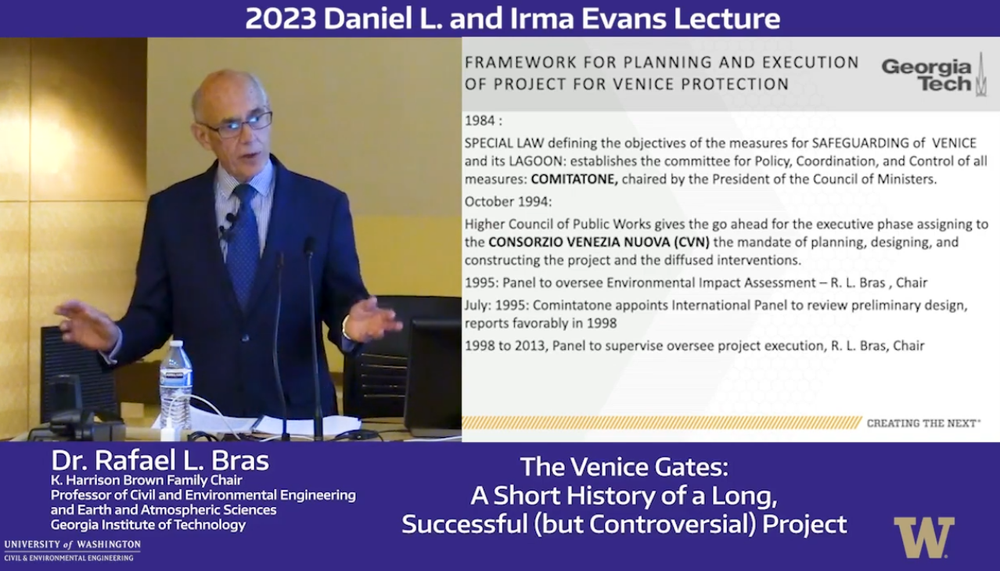 2023 Daniel L. and Irma Evans Lecture
FRAMEWORK FOR PLANNING AND EXECUTION
OF PROJECT FOR VENICE PROTECTION
Georgia
Tech
1984 :
SPECIAL LAW defining the objectives of the measures for SAFEGUARDING of VENICE
and its LAGOON: establishes the committee for Policy, Coordination, and Control of all
measures: COMITATONE, chaired by the President of the Council of Ministers.
October 1994:
Higher Council of Public Works gives the go ahead for the executive phase assigning to
the CONSORZIO VENEZIA NUOVA (CVN) the mandate of planning, designing, and
constructing the project and the diffused interventions.
1995: Panel to oversee Environmental Impact Assessment – R. L. Bras , Chair
July: 1995: Comintatone appoints International Panel to review preliminary design,
reports favorably in 1998
1998 to 2013, Panel to supervise oversee project execution, R. L. Bras, Chair
CREATING THE NEXT®
Dr. Rafael L. Bras
K. Harrison Brown Family Chair
Professor of Civil and Environmental Engineering
and Earth and Atmospheric Sciences
Georgia Institute of Technology
UNIVERSITY of WASHINGTON
CIVIL & ENVIRONMENTAL ENGINEERING
The Venice Gates:
A Short History of a Long,
Successful (but Controversial) Project
W